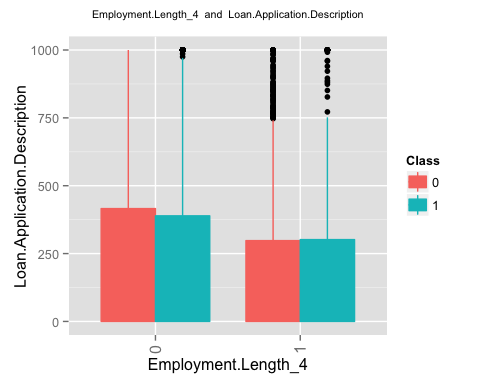 Employment.Length_4 and Loan.Application.Description
1000
750
500
250
0
Loan.Application.Description
0
1
Employment.Length_4
Class
0
1